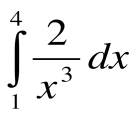 ∫₁⁴ 2/x³ dx